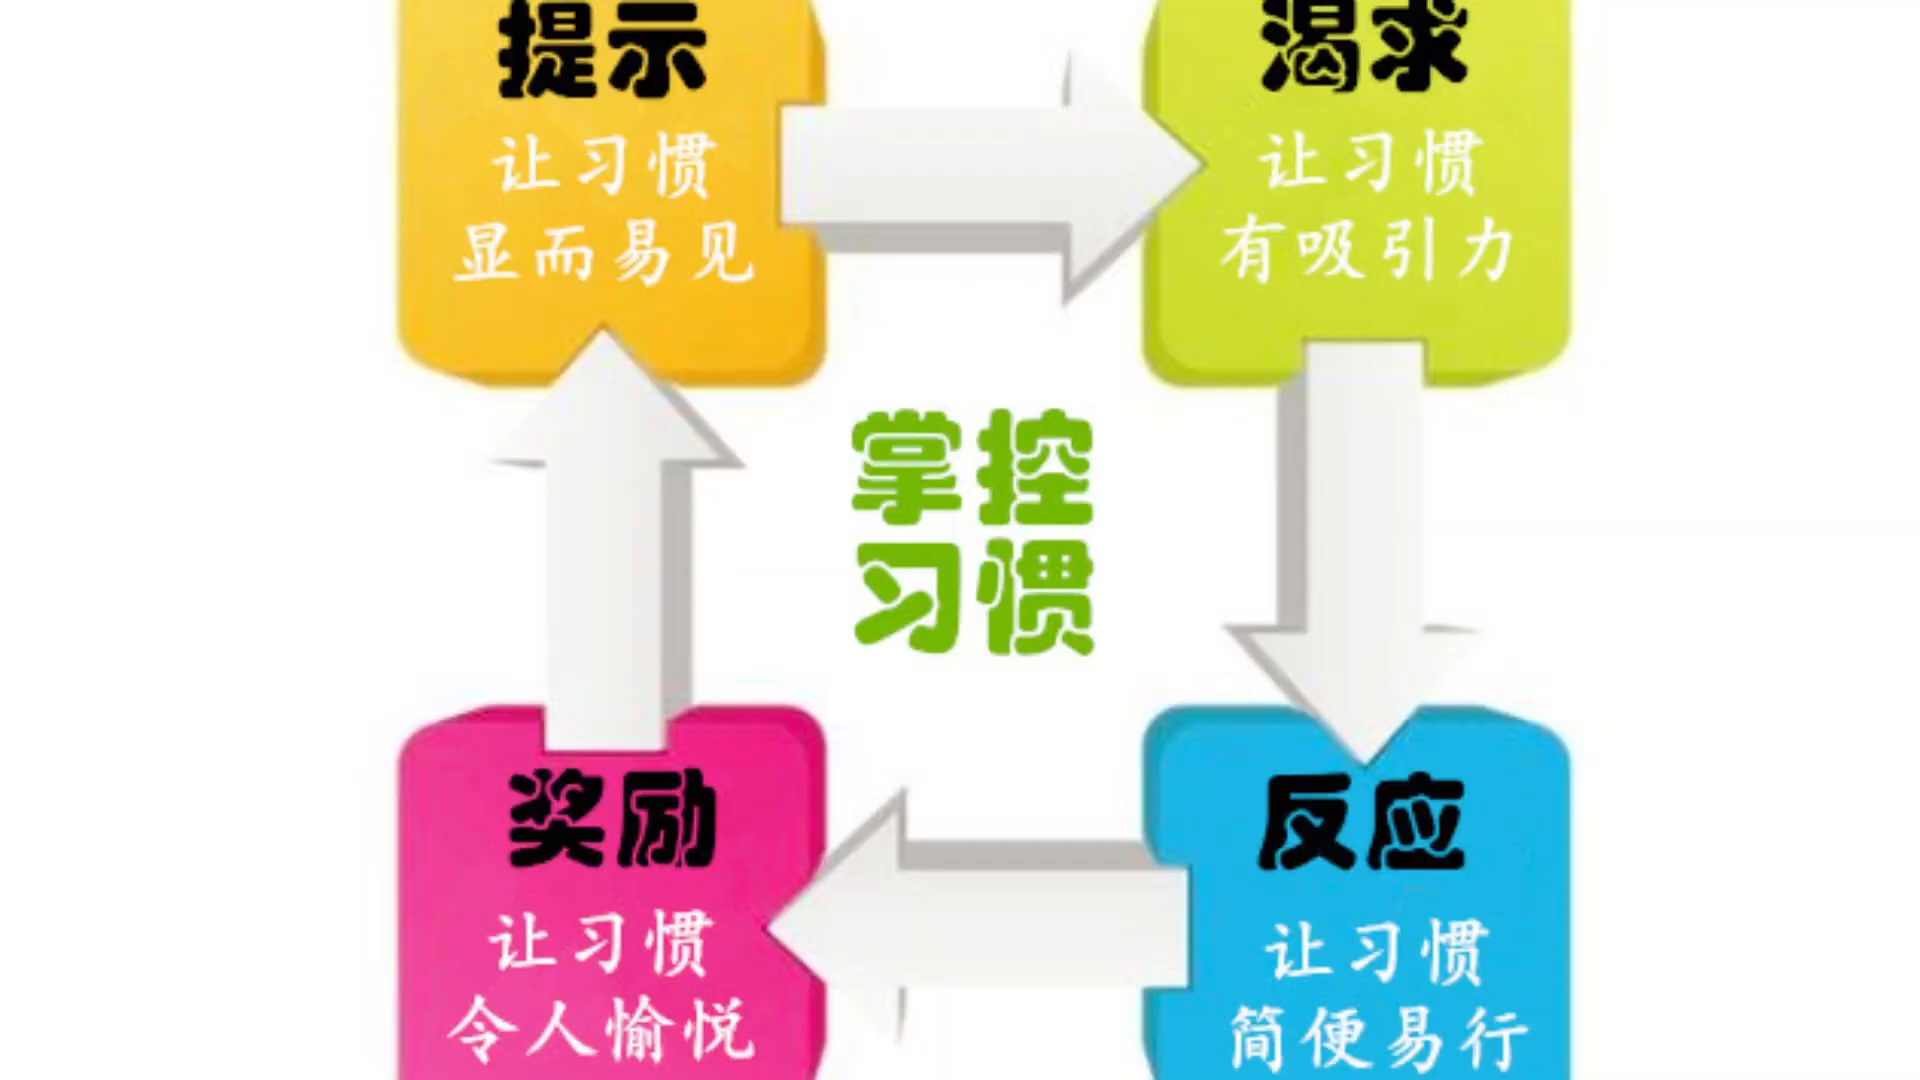 提示
让习惯
显而易见
渴求
让习惯
有吸引力
掌控
习惯
奖励
让习惯
令人愉悦
反应
让习惯
简便易行